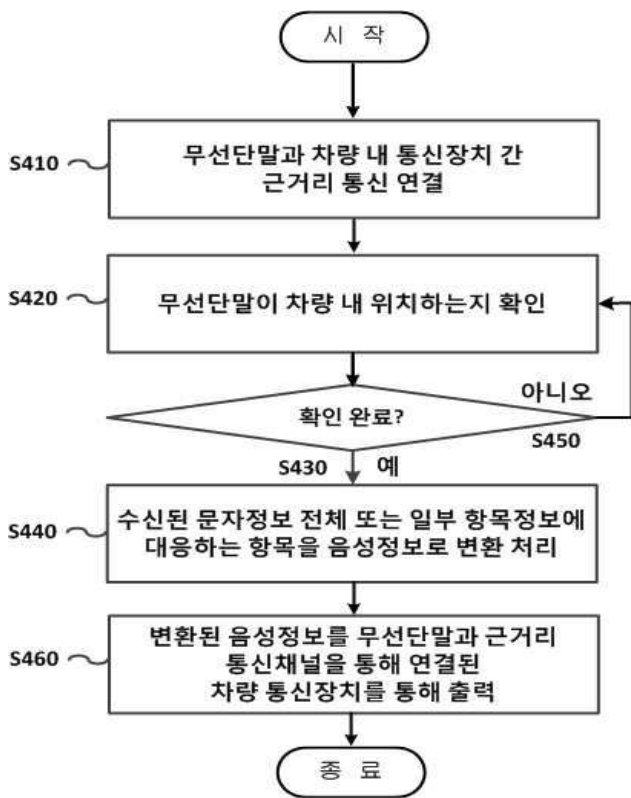 시 작
S410
무선단말과 차량 내 통신장치 간
근거리 통신 연결
S420
무선단말이 차량 내 위치하는지 확인
확인 완료?
아니오
S450
S430
예
S440
수신된 문자정보 전체 또는 일부 항목정보에
대응하는 항목을 음성정보로 변환 처리
S460
변환된 음성정보를 무선단말과 근거리
통신채널을 통해 연결된
차량 통신장치를 통해 출력
종 료